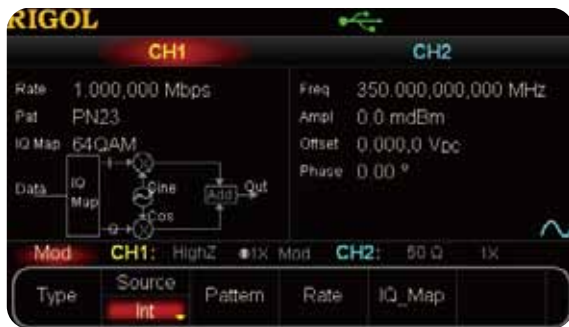 RIGOL
CH1 CH2
Rate 1.000,000 Mbps
Pat PN23
IQ Map 64QAM
Freq 350.000,000,000 MHz
Ampl 0.0 mdBm
Offset 0.000,0 VDC
Phase 0.00 °
Data IQ Map I Q Sine Cos Add Out
Mod CH1: HighZ 1X Mod CH2: 50 Ω 1X
Type Source Int Pattern Rate IQ_Map